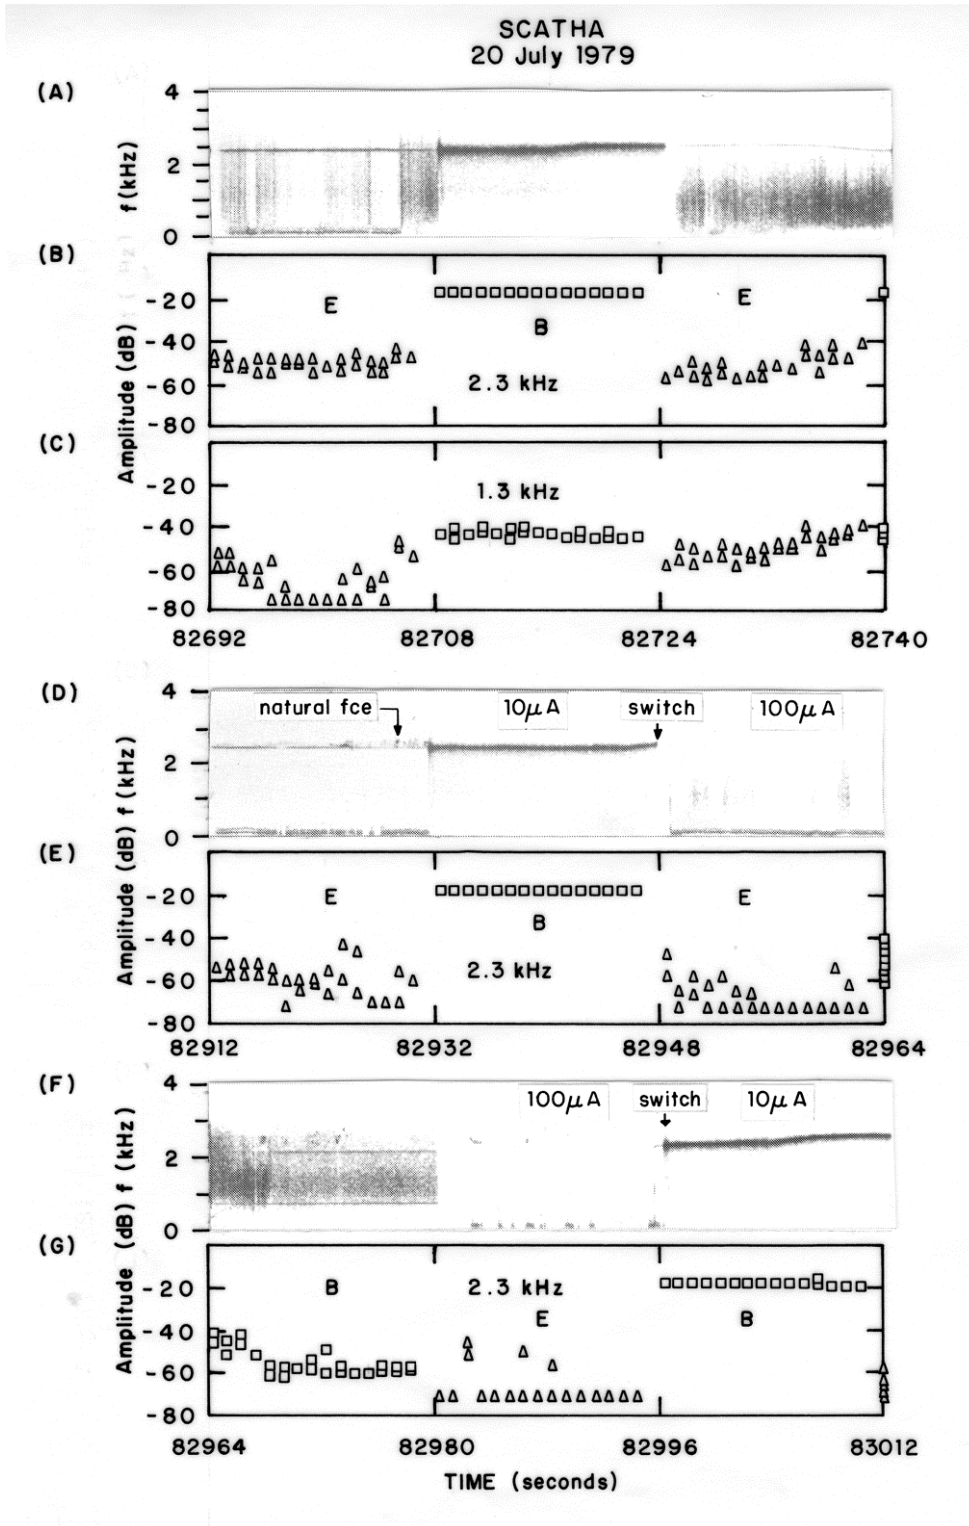 SCATHA
20 July 1979
(A)
4
2
0
f (kHz)
(B)
-20
-40
-60
-80
Amplitude (dB)
E
B
E
2.3 kHz
(C)
-20
-40
-60
-80
1.3 kHz
82692 82708 82724 82740
(D)
4
2
0
f (kHz)
natural fce
10μA
switch
100μA
(E)
-20
-40
-60
-80
Amplitude (dB)
E
B
E
2.3 kHz
82912 82932 82948 82964
(F)
4
2
0
f (kHz)
100μA
switch
10μA
(G)
-20
-40
-60
-80
Amplitude (dB)
B
2.3 kHz
E
B
82964 82980 82996 83012
TIME (seconds)